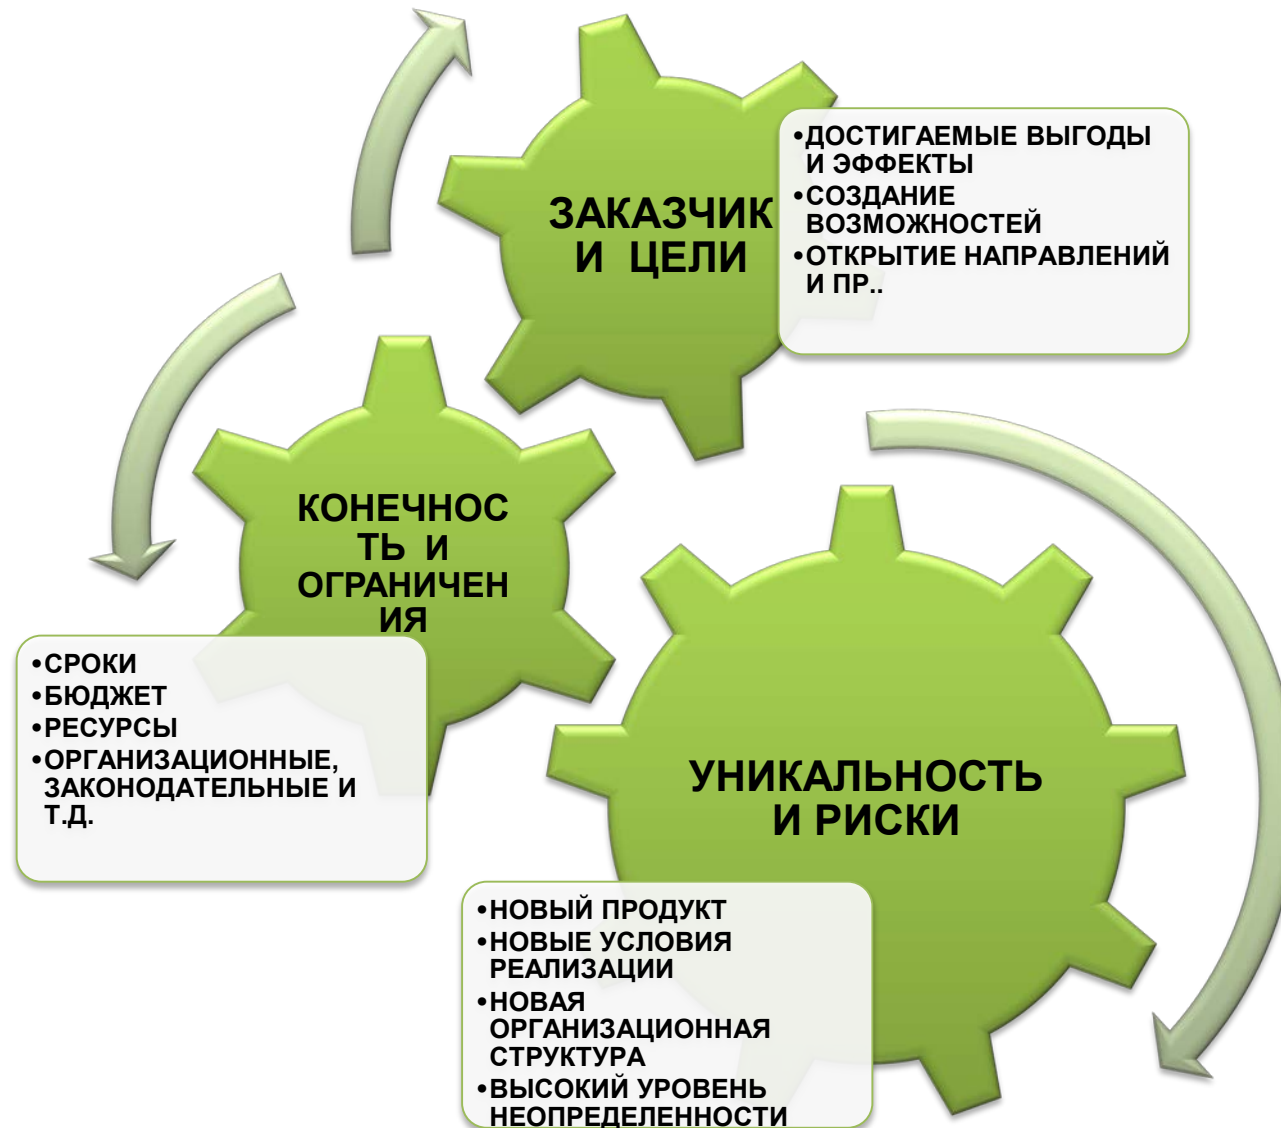 ЗАКАЗЧИК
И ЦЕЛИ
•ДОСТИГАЕМЫЕ ВЫГОДЫ
И ЭФФЕКТЫ
•СОЗДАНИЕ
ВОЗМОЖНОСТЕЙ
•ОТКРЫТИЕ НАПРАВЛЕНИЙ
И ПР..
КОНЕЧНОС
ТЬ И
ОГРАНИЧЕН
ИЯ
•СРОКИ
•БЮДЖЕТ
•РЕСУРСЫ
•ОРГАНИЗАЦИОННЫЕ,
ЗАКОНОДАТЕЛЬНЫЕ И
Т.Д.
УНИКАЛЬНОСТЬ
И РИСКИ
•НОВЫЙ ПРОДУКТ
•НОВЫЕ УСЛОВИЯ
РЕАЛИЗАЦИИ
•НОВАЯ
ОРГАНИЗАЦИОННАЯ
СТРУКТУРА
•ВЫСОКИЙ УРОВЕНЬ
НЕОПРЕДЕЛЕННОСТИ